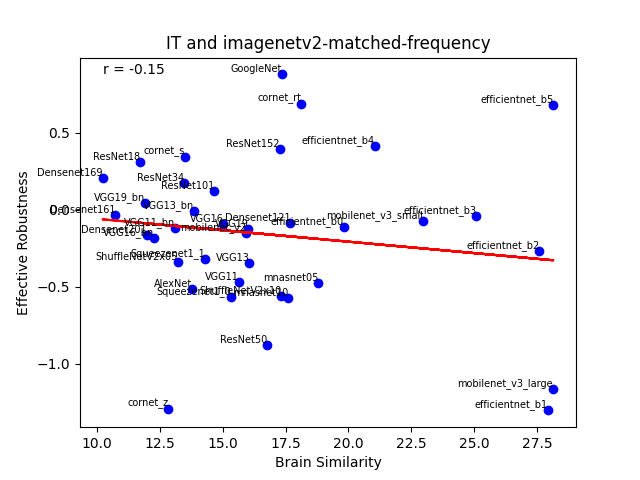 IT and imagenetv2-matched-frequency
r = -0.15
GoogleNet
cornet_rt
efficientnet_b5
ResNet152
efficientnet_b4
cornet_s
ResNet18
Densenet169
ResNet34
ResNet101
VGG19_bn
VGG13_bn
Densenet161
VGG16
Densenet121
mobilenet_v3_small
efficientnet_b3
VGG11_bn
efficientnet_b0
Densenet201
VGG16_bn
efficientnet_b2
Squeezenet1_1
ShuffleNetV2x05
VGG13
VGG11
mnasnet05
AlexNet
ResNet50
mobilenet_v3_large
efficientnet_b1
cornet_z
0.5
0.0
−0.5
−1.0
Effective Robustness
10.0 12.5 15.0 17.5 20.0 22.5 25.0 27.5
Brain Similarity